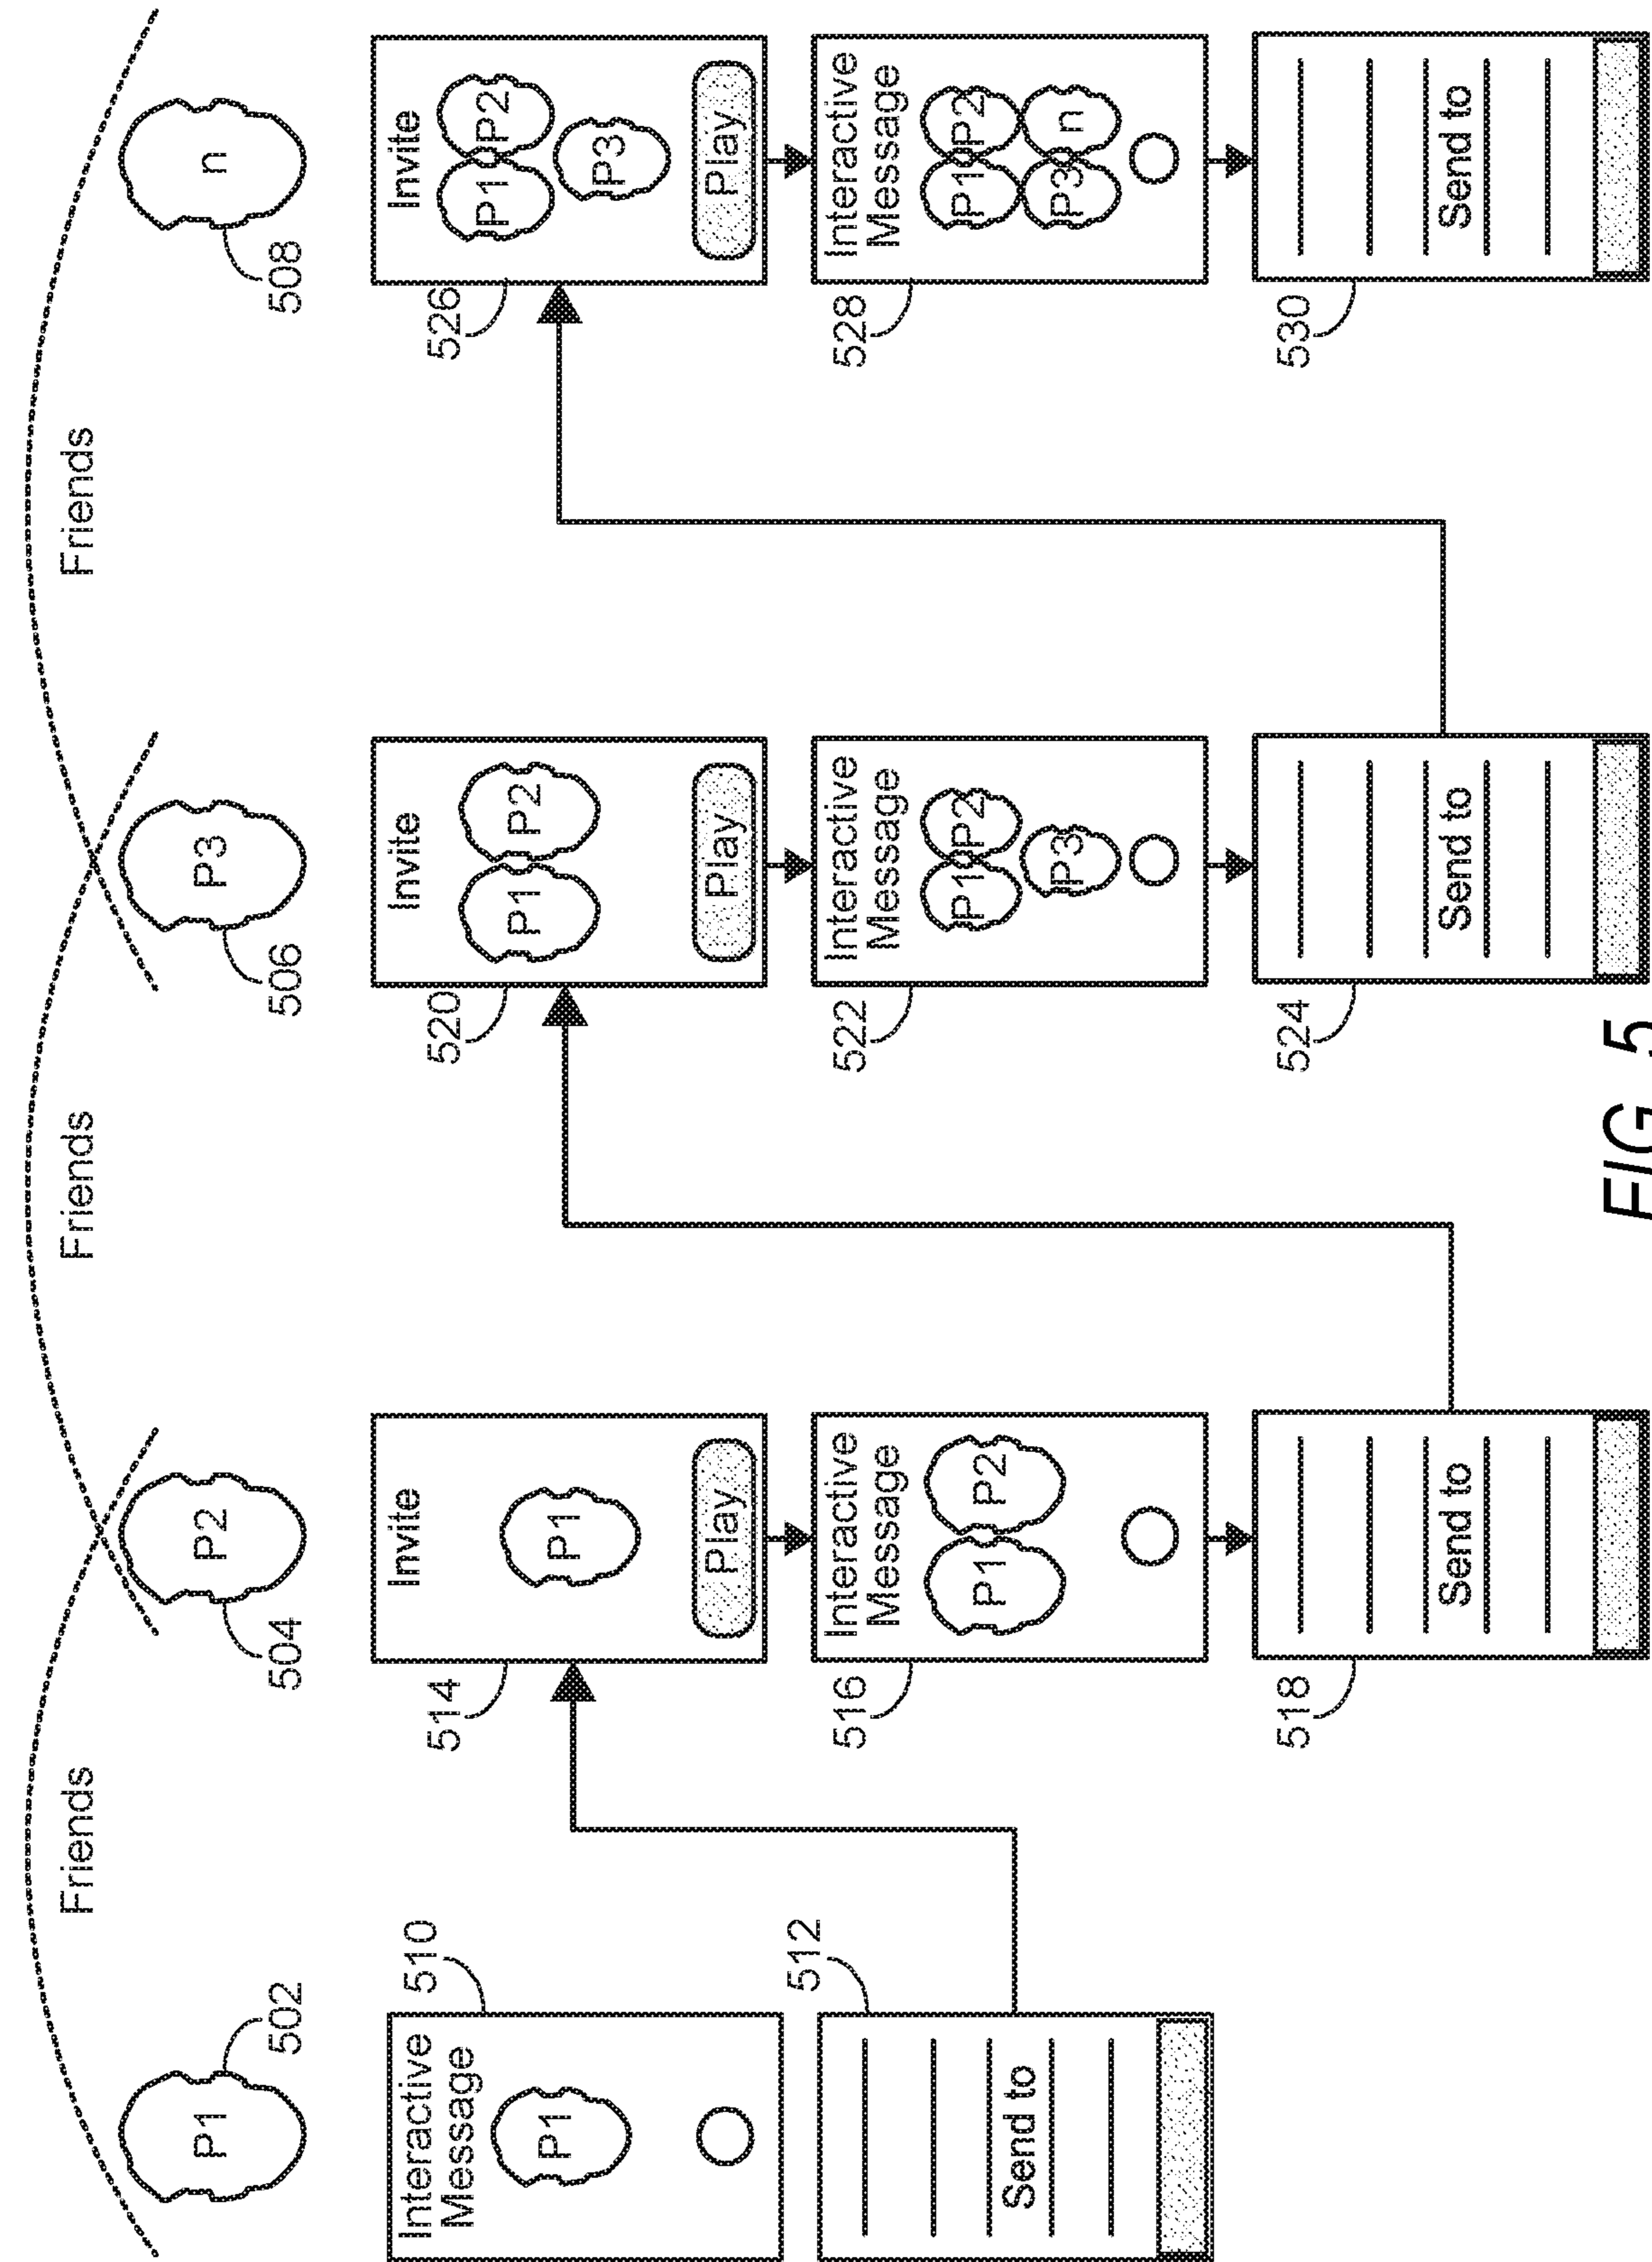 Friends
Friends
Friends
P1
502
Interactive
Message
P1
510
Send to
512
P2
504
Invite
P1
Play
514
Interactive
Message
P1 P2
516
Send to
518
P3
506
Invite
P1 P2
Play
520
Interactive
Message
P1 P2
P3
522
Send to
524
n
508
Invite
P1 P2
P3
Play
526
Interactive
Message
P1 P2
P3 n
528
Send to
530
FIG 5